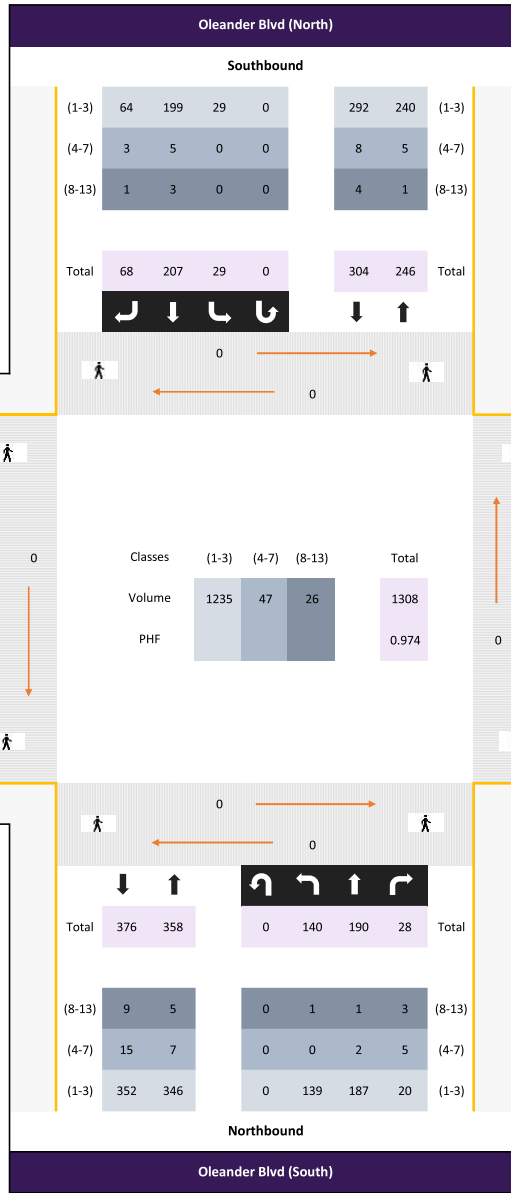 Oleander Blvd (North)
Southbound
(1-3) 64 199 29 0 292 240 (1-3)
(4-7) 3 5 0 0 8 5 (4-7)
(8-13) 1 3 0 0 4 1 (8-13)
Total 68 207 29 0 304 246 Total
0
0
0
Classes (1-3) (4-7) (8-13) Total
Volume 1235 47 26 1308
PHF 0.974
0
0
0
Total 376 358 0 140 190 28 Total
(8-13) 9 5 0 1 1 3 (8-13)
(4-7) 15 7 0 0 2 5 (4-7)
(1-3) 352 346 0 139 187 20 (1-3)
Northbound
Oleander Blvd (South)